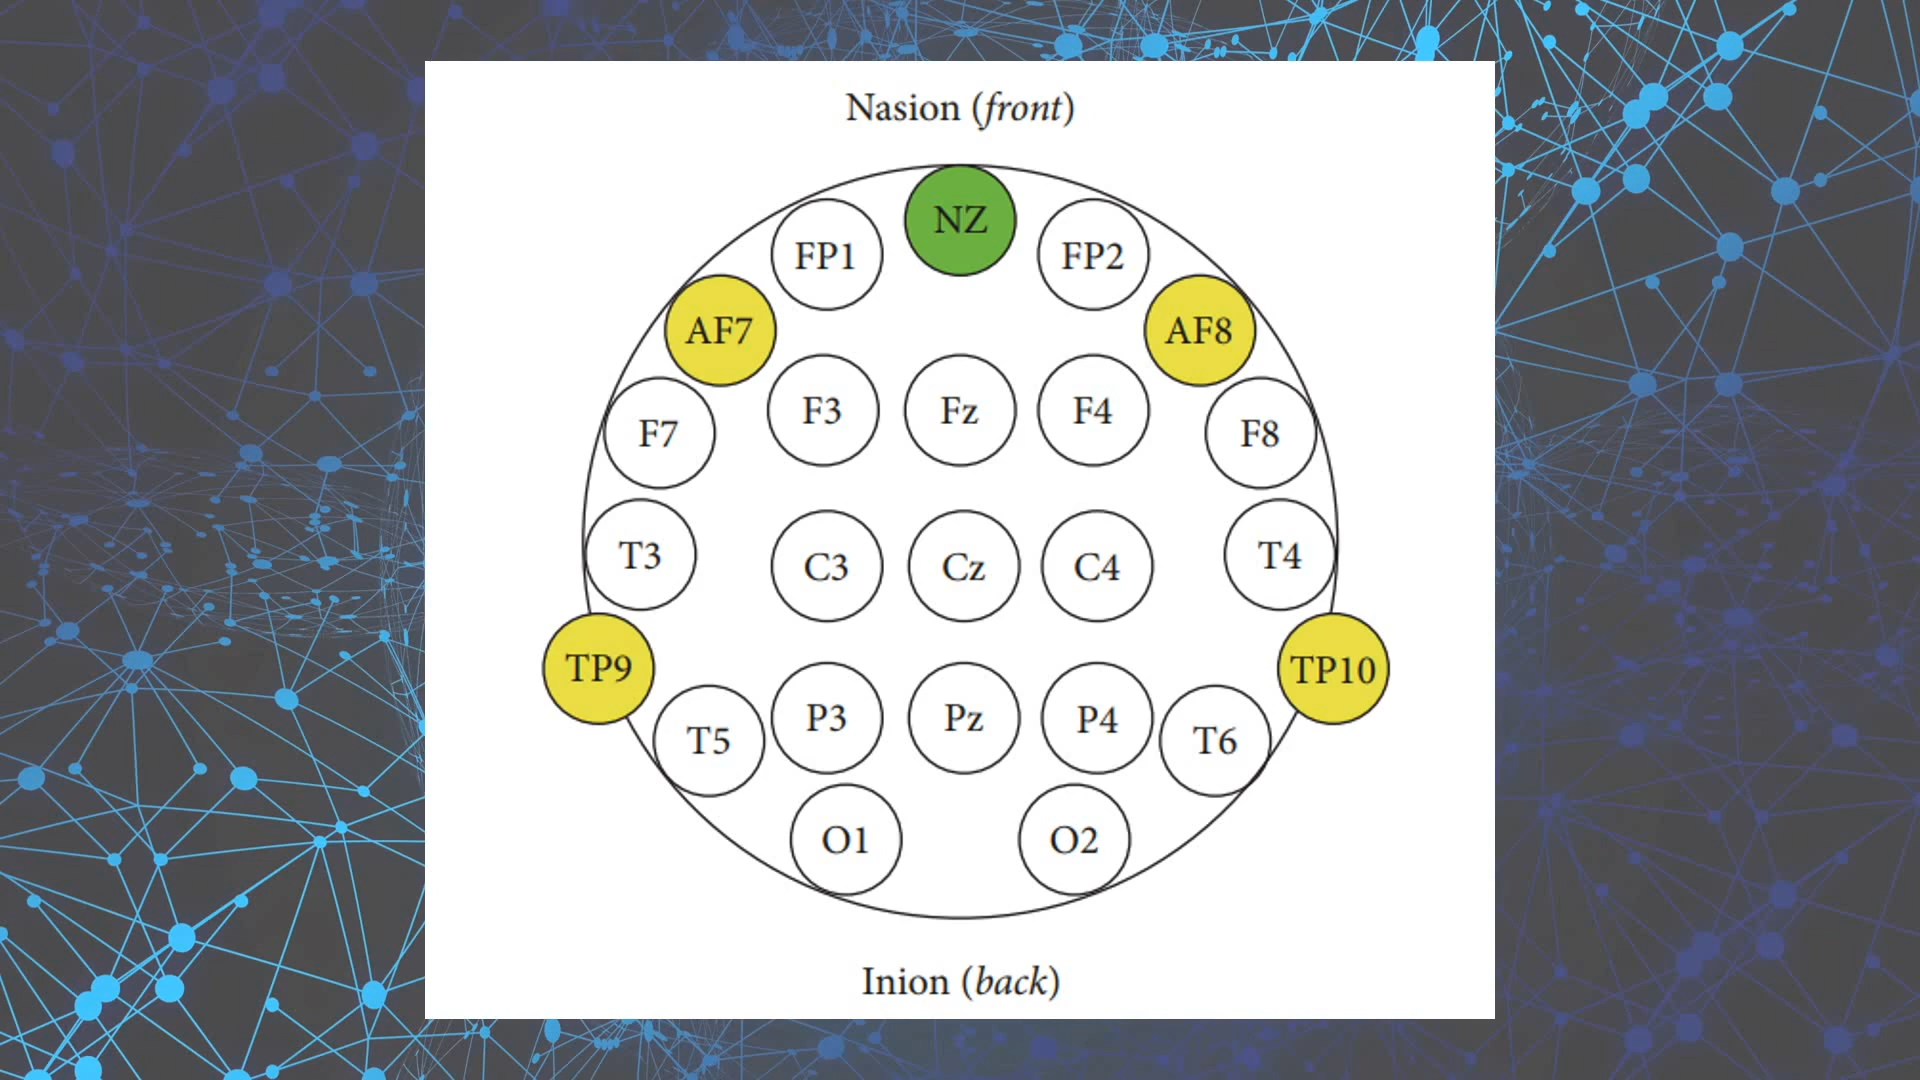 Nasion (front)
NZ
FP1
FP2
AF7
AF8
F3
Fz
F4
F7
F8
T3
T4
C3
Cz
C4
TP9
TP10
P3
Pz
P4
T5
T6
O1
O2
Inion (back)